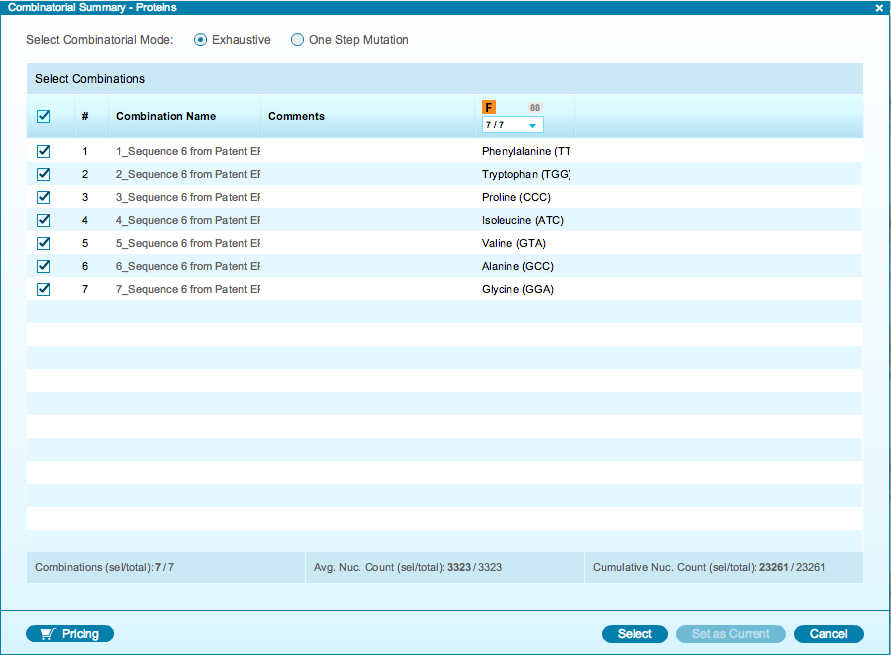 Combinatorial Summary - Proteins
Select Combinatorial Mode: Exhaustive One Step Mutation
Select Combinations
# Combination Name Comments F 88
7 / 7
1 1_Sequence 6 from Patent EF Phenylalanine (TT
2 2_Sequence 6 from Patent EF Tryptophan (TGG)
3 3_Sequence 6 from Patent EF Proline (CCC)
4 4_Sequence 6 from Patent EF Isoleucine (ATC)
5 5_Sequence 6 from Patent EF Valine (GTA)
6 6_Sequence 6 from Patent EF Alanine (GCC)
7 7_Sequence 6 from Patent EF Glycine (GGA)
Combinations (sel/total): 7 / 7 Avg. Nuc. Count (sel/total): 3323 / 3323 Cumulative Nuc. Count (sel/total): 23261 / 23261
Pricing Select Set as Current Cancel